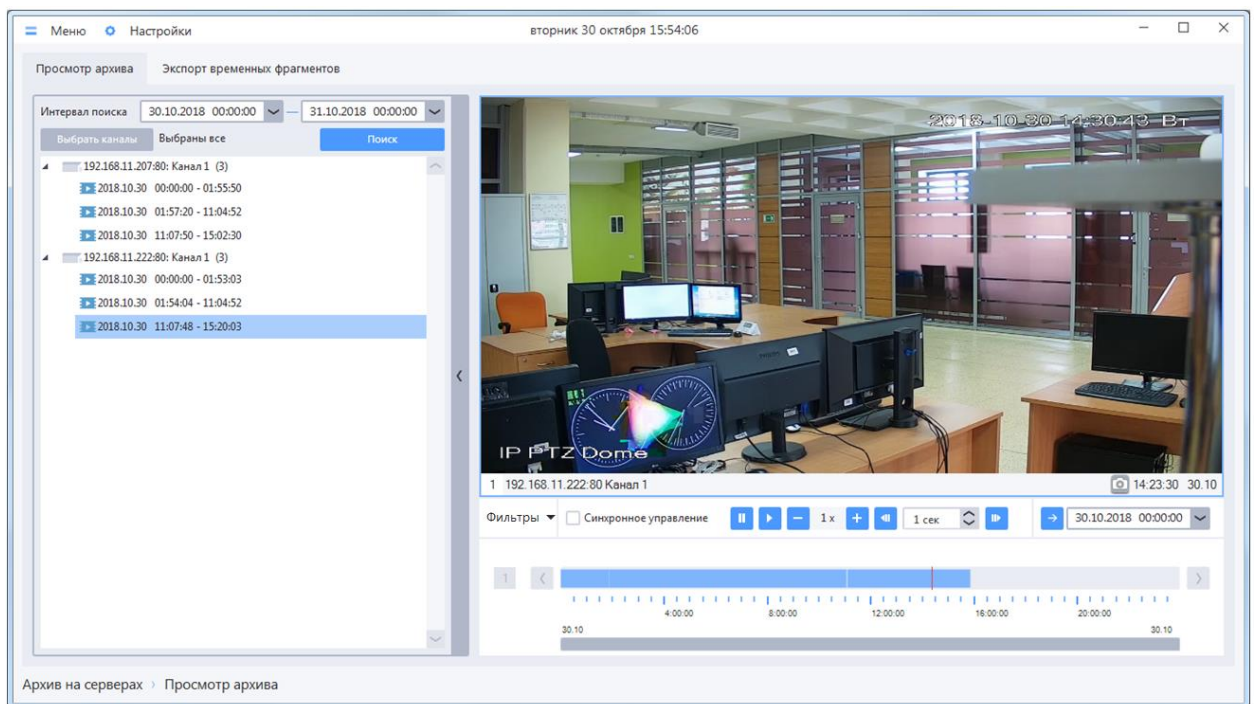 Меню Настройки вторник 30 октября 15:54:06
Просмотр архива Экспорт временных фрагментов
Интервал поиска 30.10.2018 00:00:00 — 31.10.2018 00:00:00
Выбрать каналы Выбраны все Поиск
192.168.11.207:80: Канал 1 (3)
2018.10.30 00:00:00 - 01:55:50
2018.10.30 01:57:20 - 11:04:52
2018.10.30 11:07:50 - 15:02:30
192.168.11.222:80: Канал 1 (3)
2018.10.30 00:00:00 - 01:53:03
2018.10.30 01:54:04 - 11:04:52
2018.10.30 11:07:48 - 15:20:03
2018-10-30 14:30:43 Вт
PHILIPS
IP PTZ Dome
1 192.168.11.222:80 Канал 1 14:23:30 30.10
Фильтры Синхронное управление 1 x 1 сек 30.10.2018 00:00:00
1
4:00:00 8:00:00 12:00:00 16:00:00 20:00:00
30.10 30.10
Архив на серверах › Просмотр архива